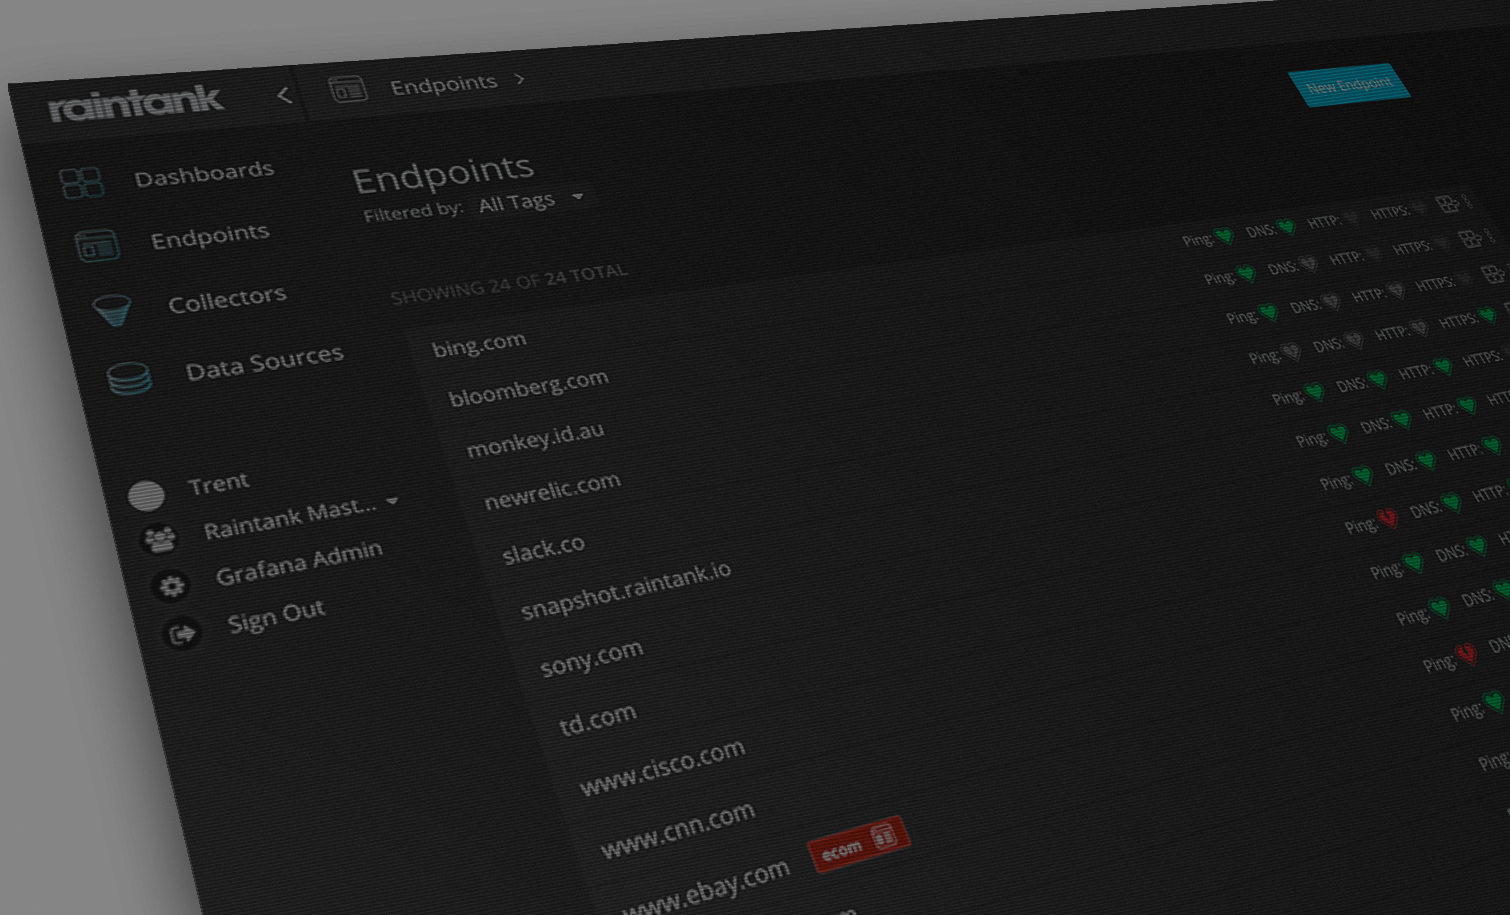 raintank
Endpoints
New Endpoint
Dashboards
Endpoints
Collectors
Data Sources
Trent
Raintank Mast...
Grafana Admin
Sign Out
Endpoints
Filtered by: All Tags
SHOWING 24 OF 24 TOTAL
bing.com
bloomberg.com
monkey.id.au
newrelic.com
slack.co
snapshot.raintank.io
sony.com
td.com
www.cisco.com
www.cnn.com
www.ebay.com ecom
Ping: DNS: HTTP: HTTPS:
Ping: DNS: HTTP: HTTPS:
Ping: DNS: HTTP: HTTPS:
Ping: DNS: HTTP: HTTPS:
Ping: DNS: HTTP: HTTPS:
Ping: DNS: HTTP:
Ping: DNS: HTTP:
Ping: DNS: HTTP:
Ping: DNS:
Ping: DNS:
Ping:
Ping:
Ping: